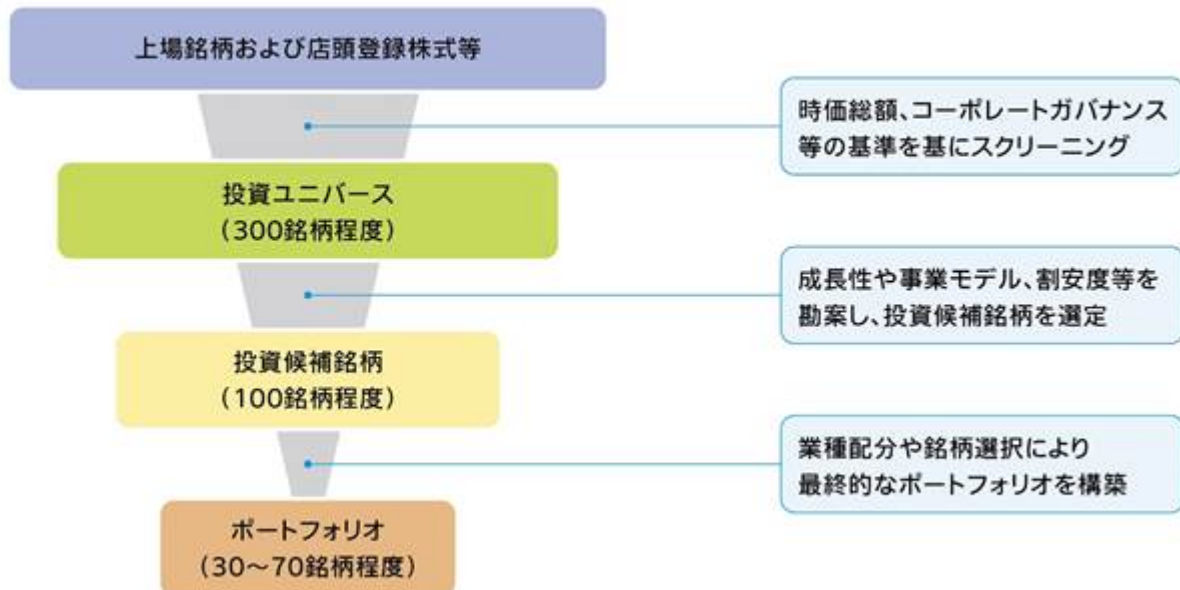 上場銘柄および店頭登録株式等
時価総額、コーポレートガバナンス
等の基準を基にスクリーニング
投資ユニバース
(300銘柄程度)
成長性や事業モデル、割安度等を
勘案し、投資候補銘柄を選定
投資候補銘柄
(100銘柄程度)
業種配分や銘柄選択により
最終的なポートフォリオを構築
ポートフォリオ
(30〜70銘柄程度)